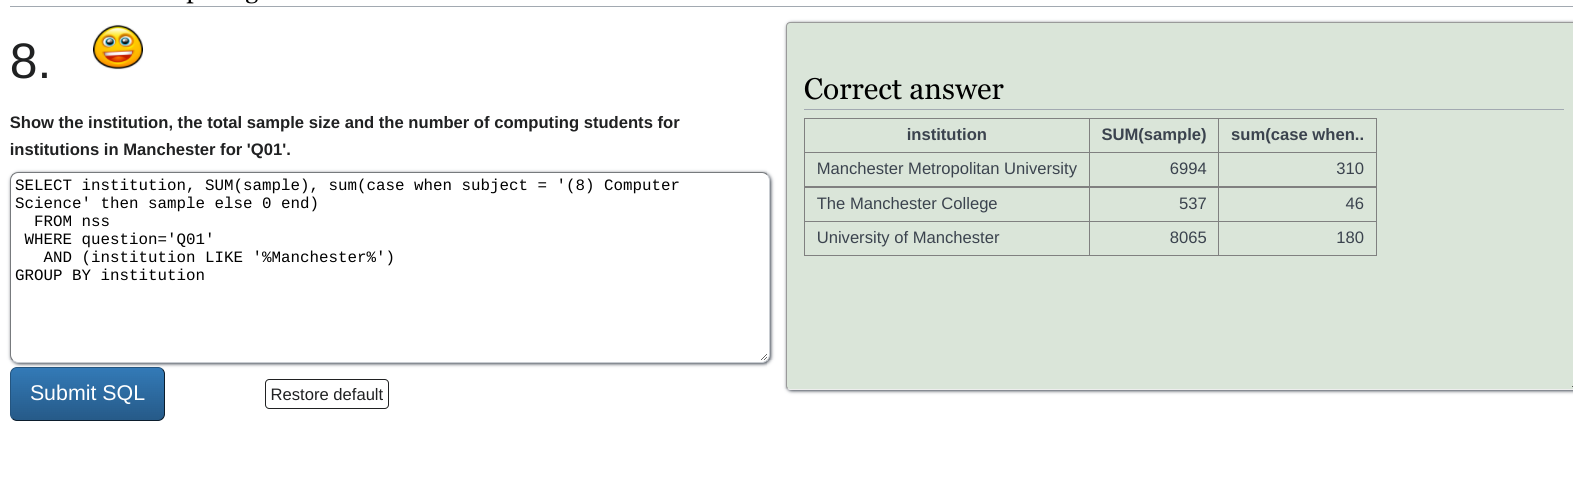 8.
Show the institution, the total sample size and the number of computing students for
institutions in Manchester for 'Q01'.
SELECT institution, SUM(sample), sum(case when subject = '(8) Computer
Science' then sample else 0 end)
FROM nss
WHERE question='Q01'
AND (institution LIKE '%Manchester%')
GROUP BY institution
Submit SQL
Restore default
Correct answer
institution SUM(sample) sum(case when..
Manchester Metropolitan University 6994 310
The Manchester College 537 46
University of Manchester 8065 180